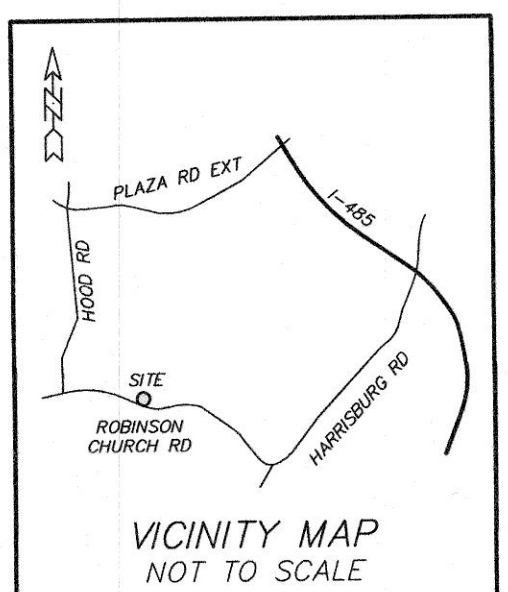 N
PLAZA RD EXT
I-485
HOOD RD
SITE
ROBINSON
CHURCH RD
HARRISBURG RD
VICINITY MAP
NOT TO SCALE